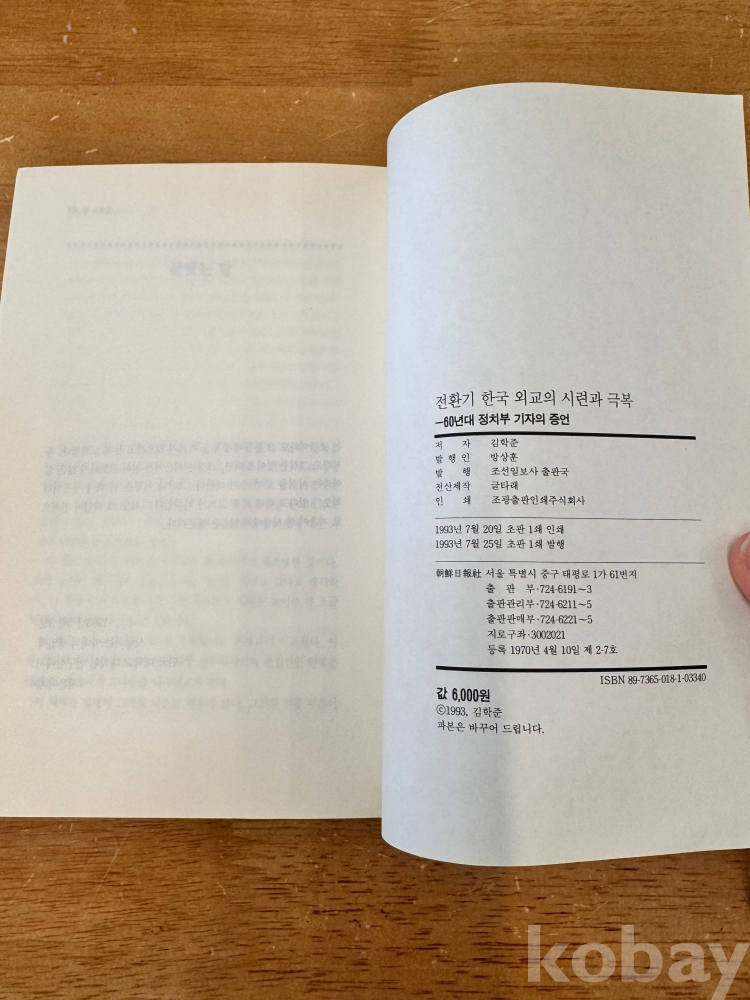 전환기 한국 외교의 시련과 극복
—60년대 정치부 기자의 증언
저 자 김학준
발 행 인 방상훈
발 행 조선일보사 출판국
전산제작 글타래
인 쇄 조광출판인쇄주식회사
1993년 7월 20일 초판 1쇄 인쇄
1993년 7월 25일 초판 1쇄 발행
朝鮮日報社 서울 특별시 중구 태평로 1가 61번지
출 판 부·724-6191~3
출판관리부·724-6211~5
출판판매부·724-6221~5
지로구좌·3002021
등록 1970년 4월 10일 제 2-7호
ISBN 89-7365-018-1-03340
값 6,000원
©1993, 김학준
파본은 바꾸어 드립니다.
kobay